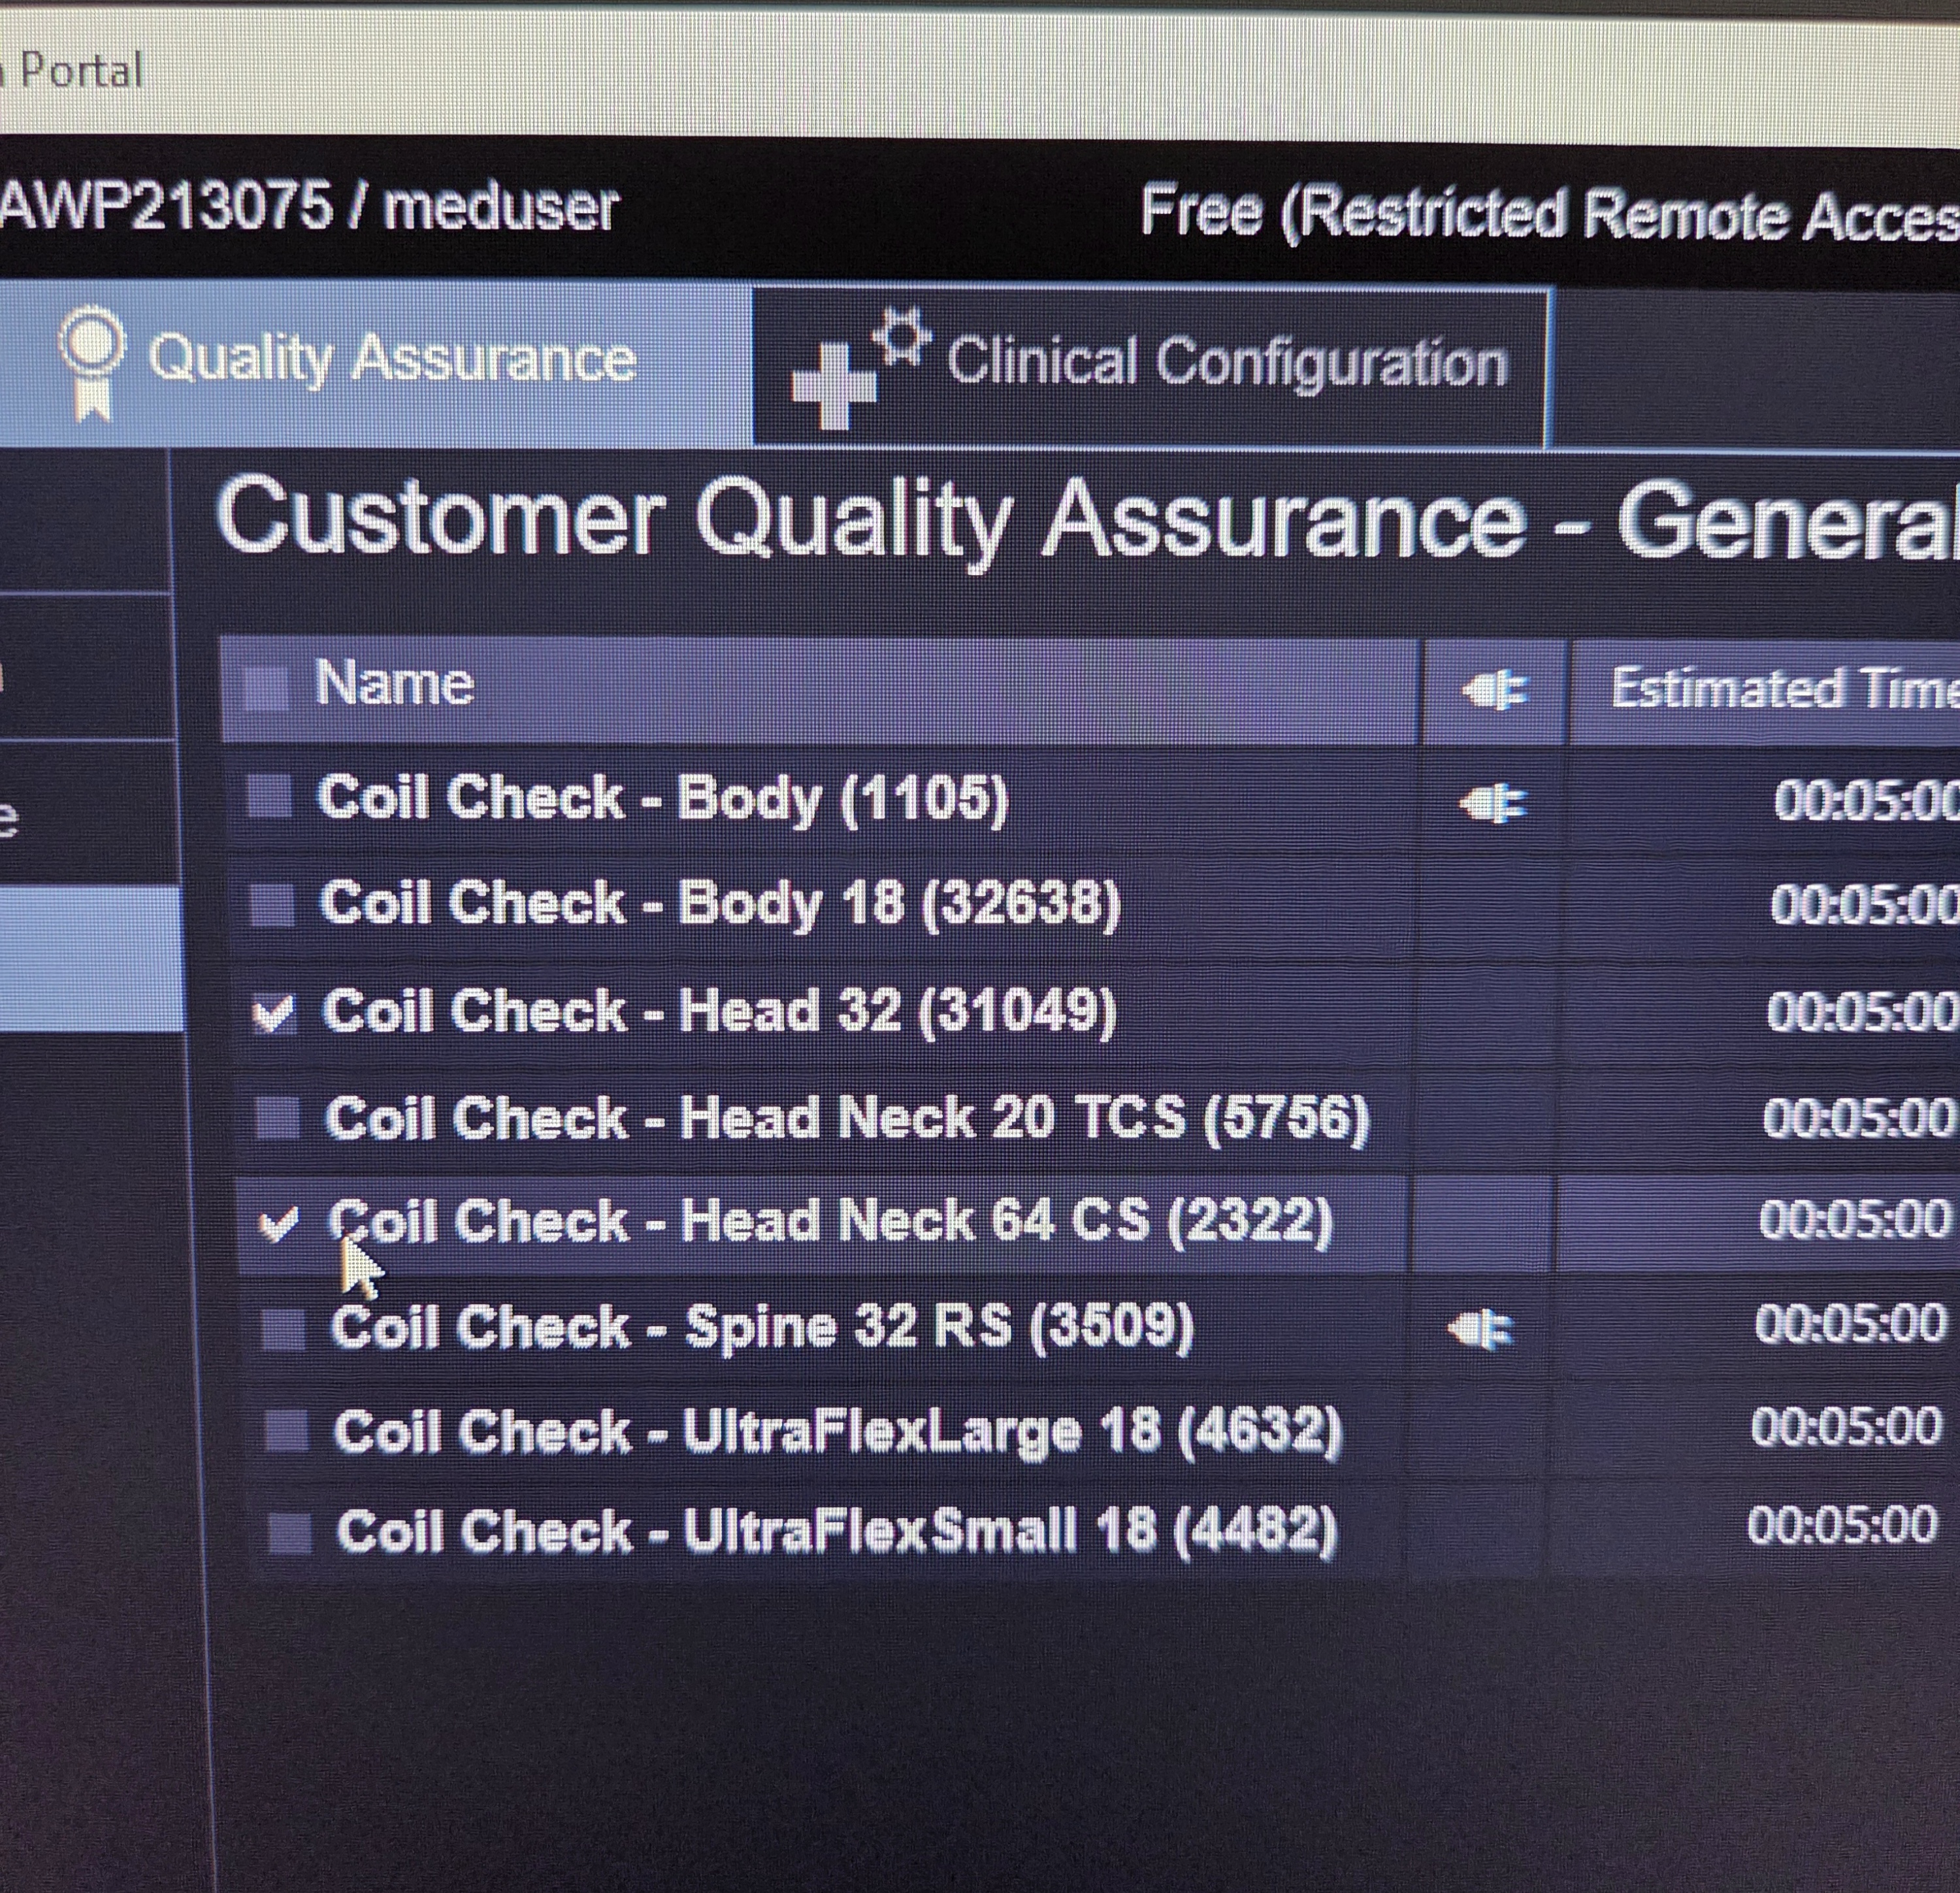 Portal
AWP213075 / meduser
Free (Restricted Remote Acces
Quality Assurance
Clinical Configuration
Customer Quality Assurance - General
Name
Estimated Time
Coil Check - Body (1105)
00:05:00
Coil Check - Body 18 (32638)
00:05:00
Coil Check - Head 32 (31049)
00:05:00
Coil Check - Head Neck 20 TCS (5756)
00:05:00
Coil Check - Head Neck 64 CS (2322)
00:05:00
e
Coil Check - Spine 32 RS (3509)
00:05:00
Coil Check - UltraFlexLarge 18 (4632)
00:05:00
Coil Check - UltraFlexSmall 18 (4482)
00:05:00